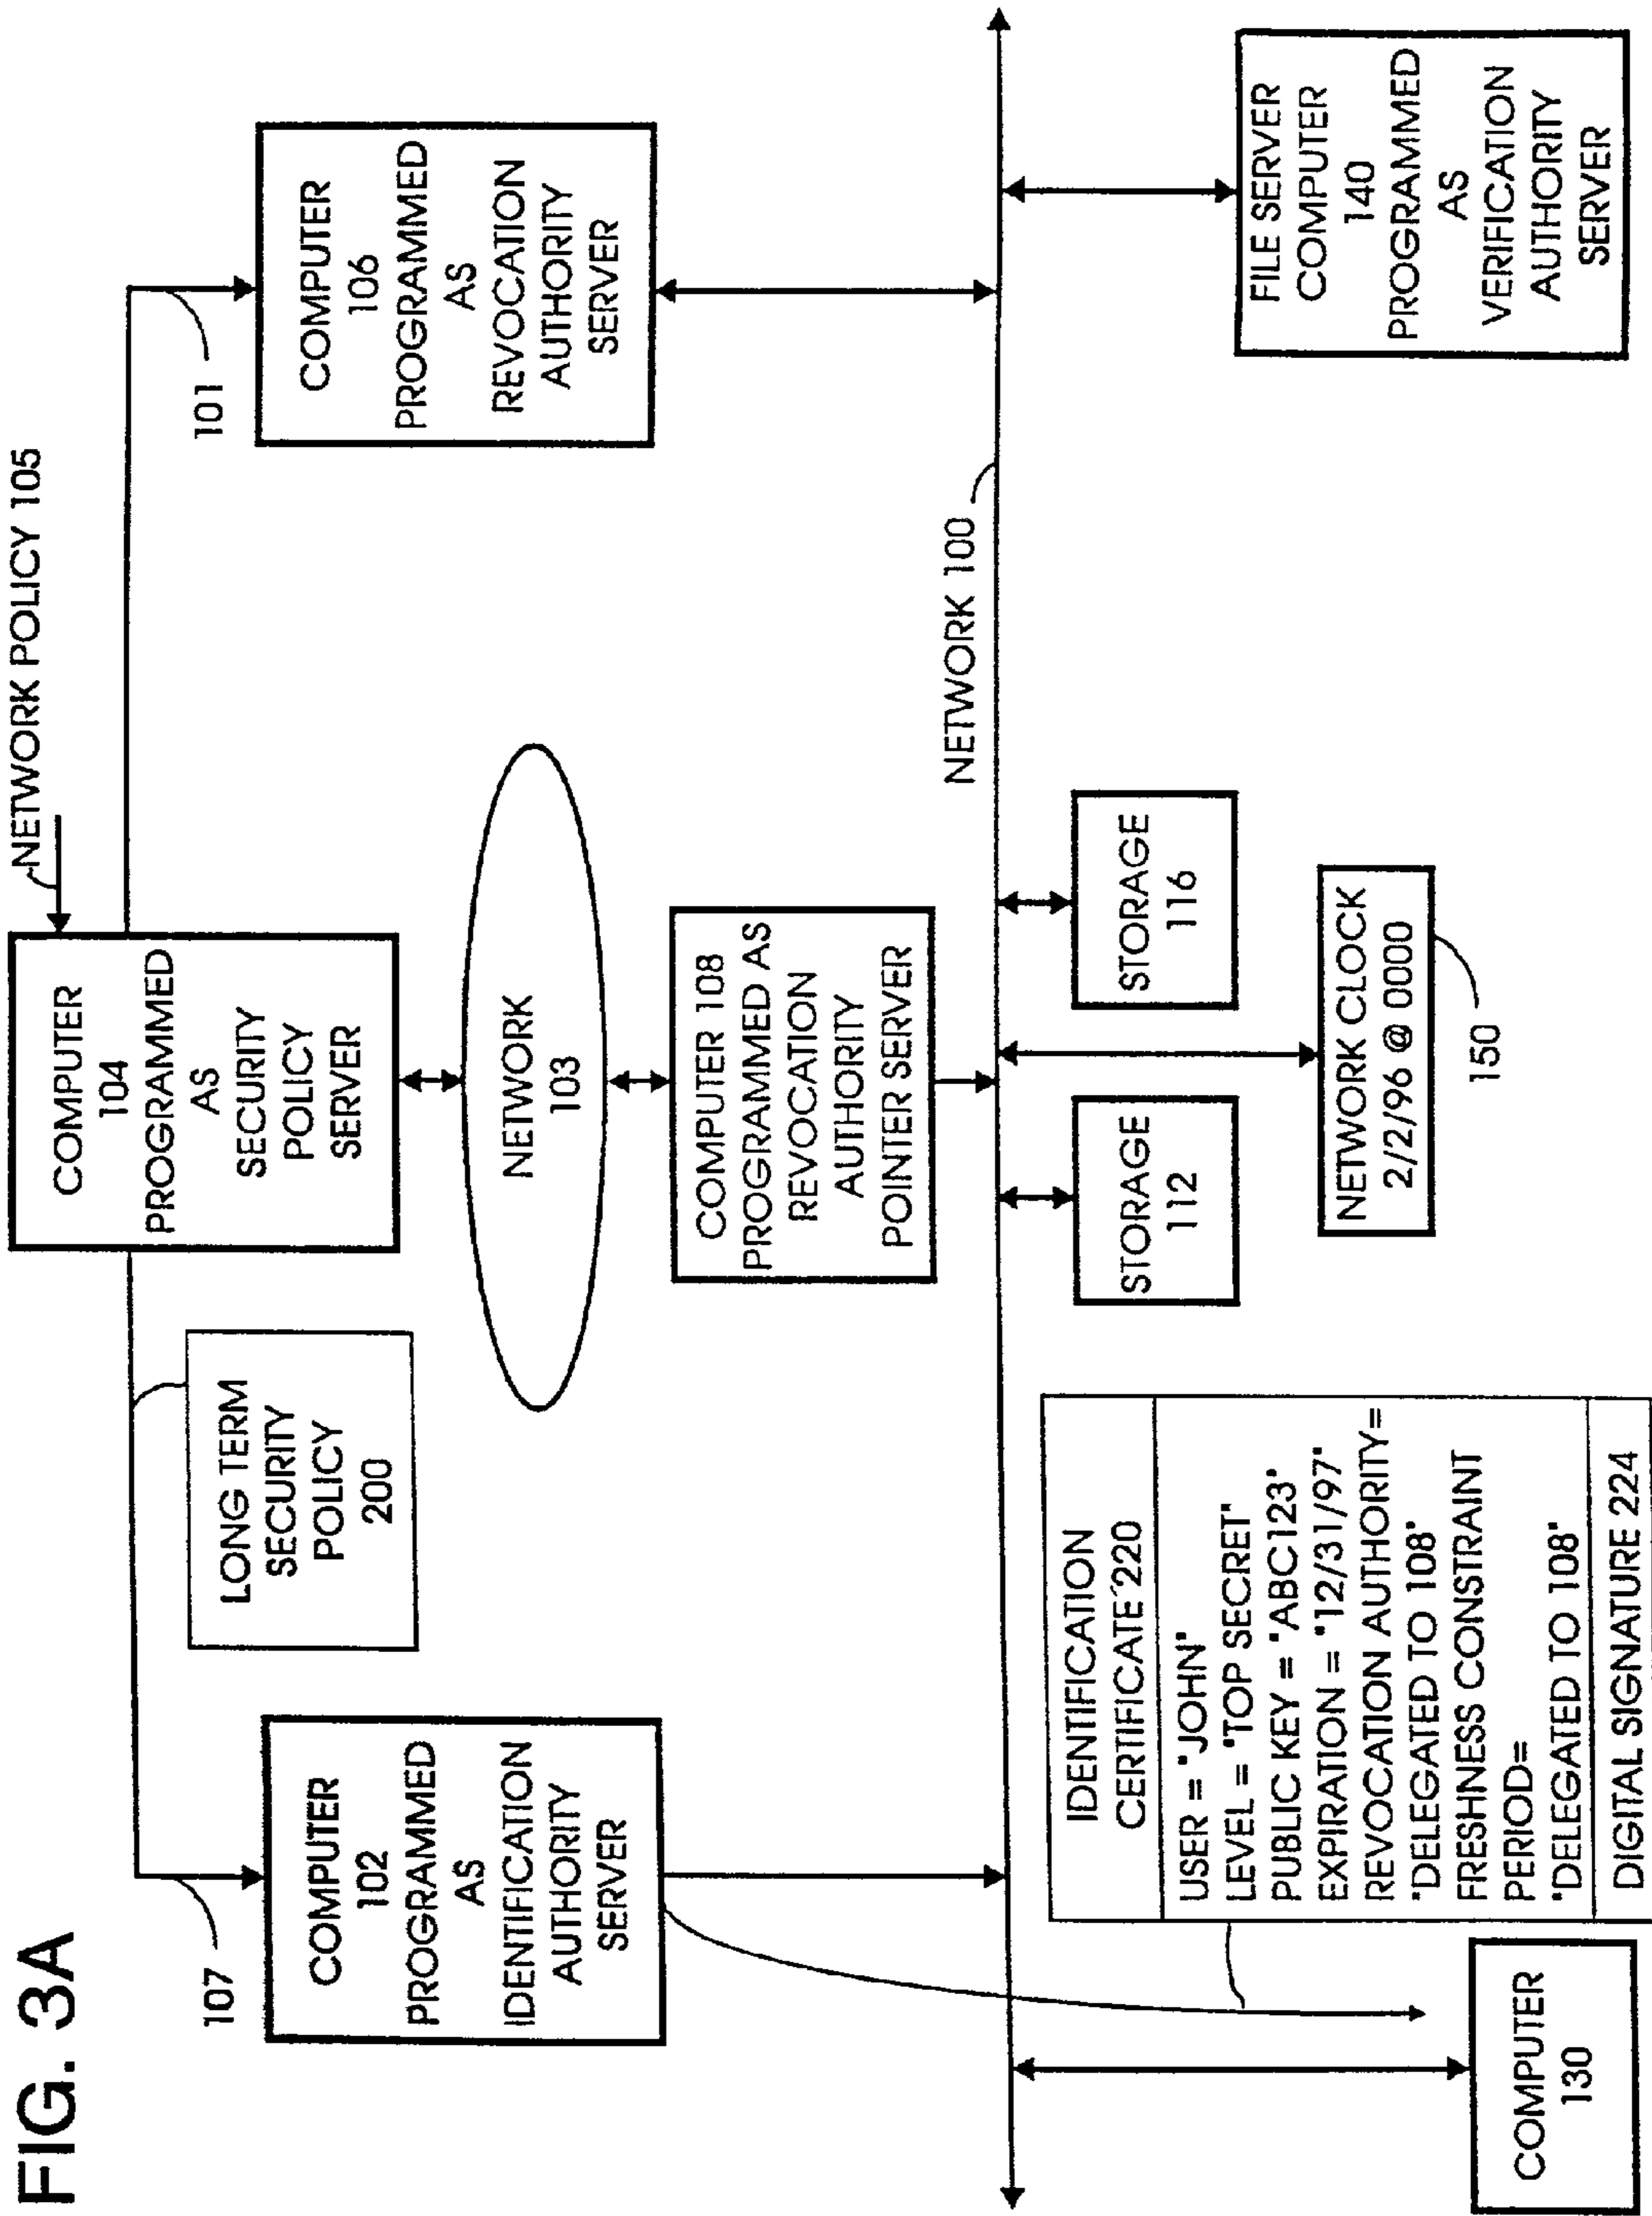 FIG. 3A
NETWORK POLICY 105
COMPUTER
104
PROGRAMMED
AS
SECURITY
POLICY
SERVER
LONG TERM
SECURITY
POLICY
200
107
101
COMPUTER
102
PROGRAMMED
AS
IDENTIFICATION
AUTHORITY
SERVER
NETWORK
103
COMPUTER
106
PROGRAMMED
AS
REVOCATION
AUTHORITY
SERVER
COMPUTER 108
PROGRAMMED AS
REVOCATION
AUTHORITY
POINTER SERVER
NETWORK 100
IDENTIFICATION
CERTIFICATE 220
USER = "JOHN"
LEVEL = "TOP SECRET"
PUBLIC KEY = "ABC123"
EXPIRATION = "12/31/97"
REVOCATION AUTHORITY=
"DELEGATED TO 108"
FRESHNESS CONSTRAINT
PERIOD=
"DELEGATED TO 108"
DIGITAL SIGNATURE 224
STORAGE
112
STORAGE
116
NETWORK CLOCK
2/2/96 @ 0000
150
FILE SERVER
COMPUTER
140
PROGRAMMED
AS
VERIFICATION
AUTHORITY
SERVER
COMPUTER
130